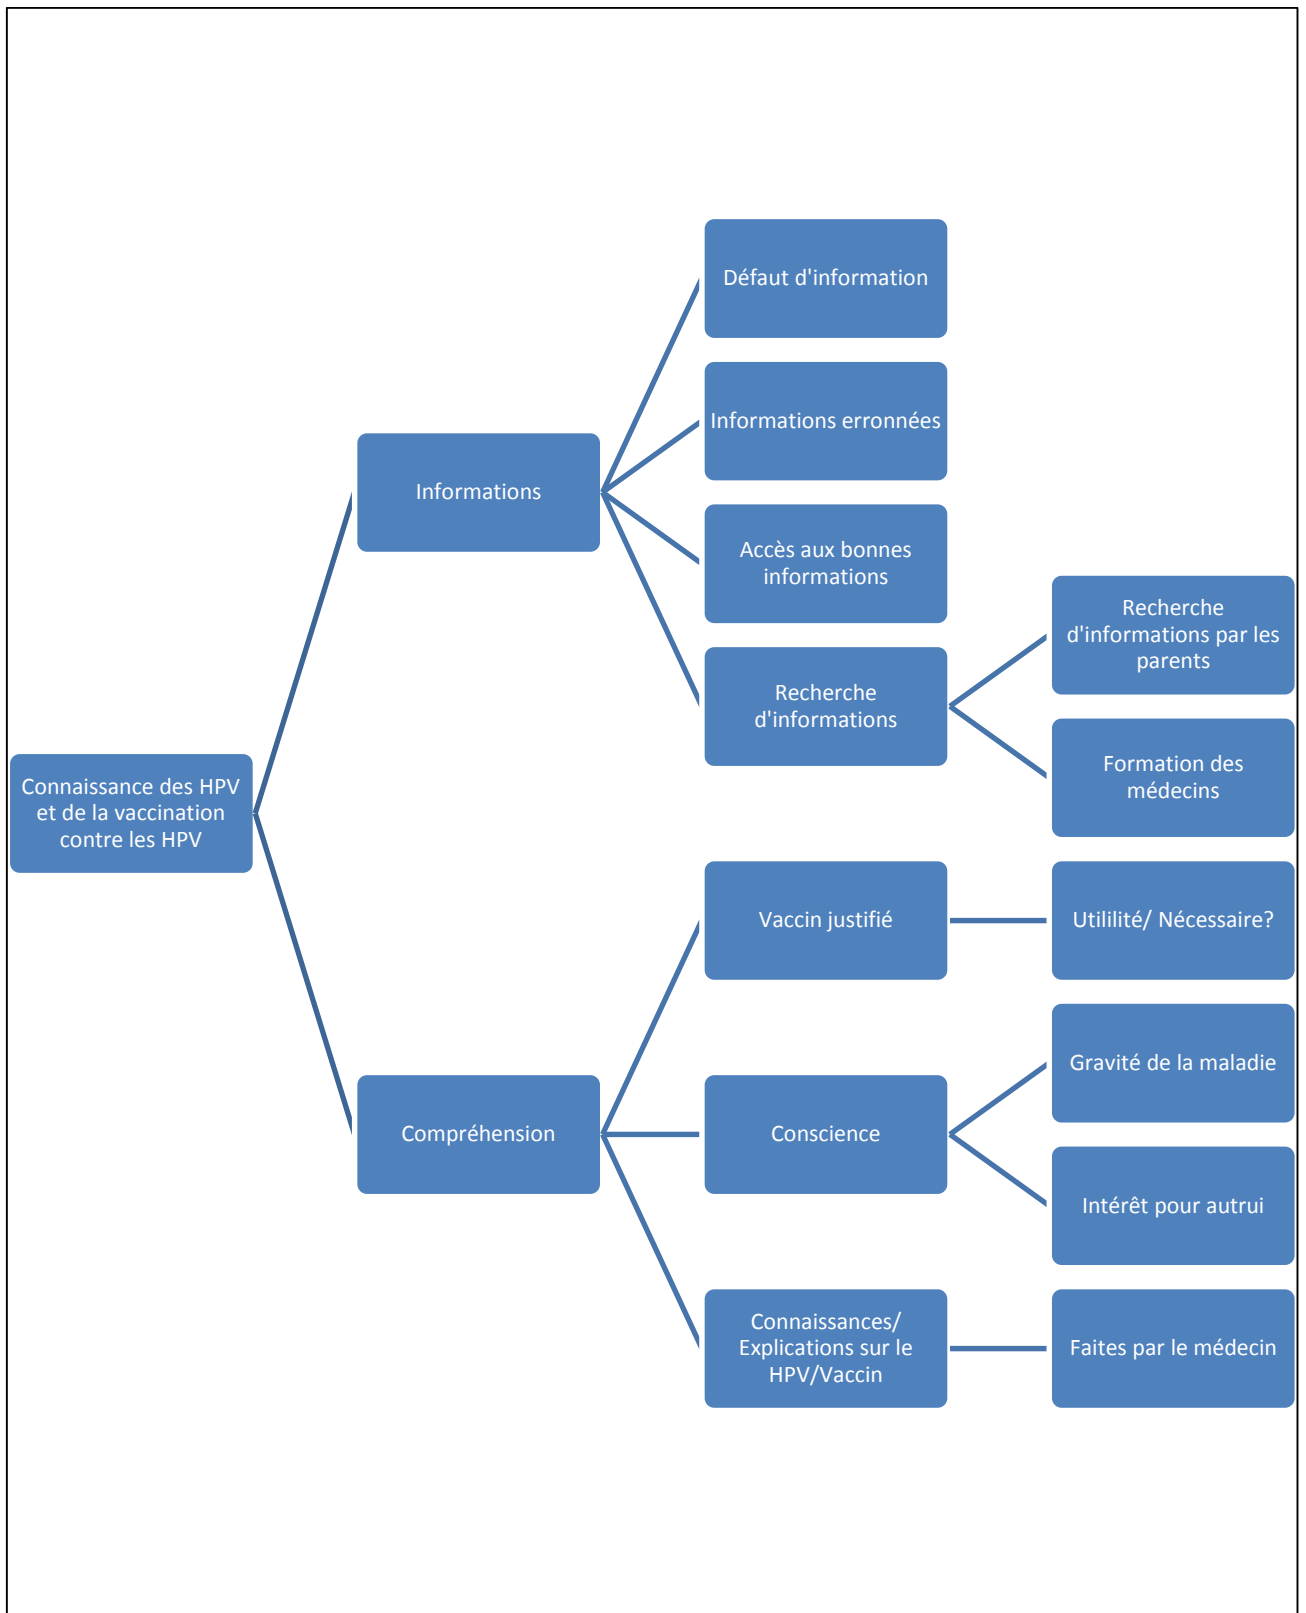 Défaut d'information
Informations erronnées
Informations
Accès aux bonnes
informations
Recherche
d'informations par les
parents
Recherche
d'informations
Formation des
médecins
Connaissance des HPV
et de la vaccination
contre les HPV
Vaccin justifié
Utililité/ Nécessaire?
Gravité de la maladie
Compréhension
Conscience
Intérêt pour autrui
Connaissances/
Explications sur le
HPV/Vaccin
Faites par le médecin